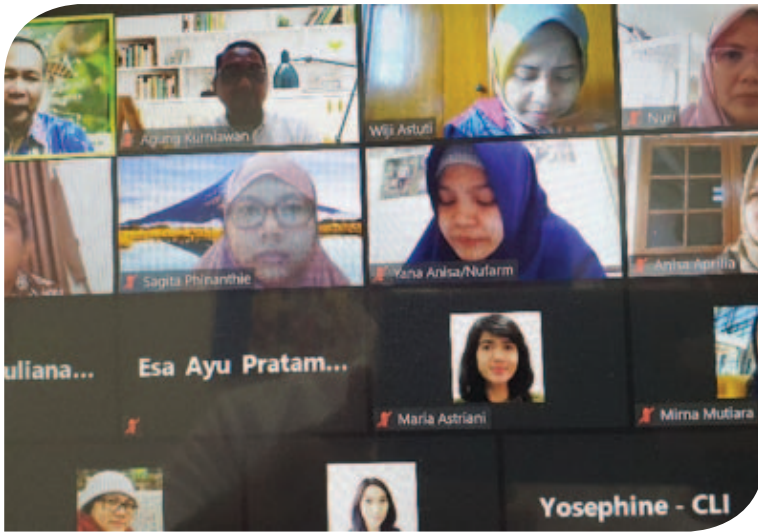 Agung Kurniawan (
Wiji Astuti
Nuri
Sagita Phinanthie
Yana Anisa/Nufarm
Anisa Aprilia
uliana...
Esa Ayu Pratam...
Maria Astriani
Mirna Mutiara
Yosephine - CLI